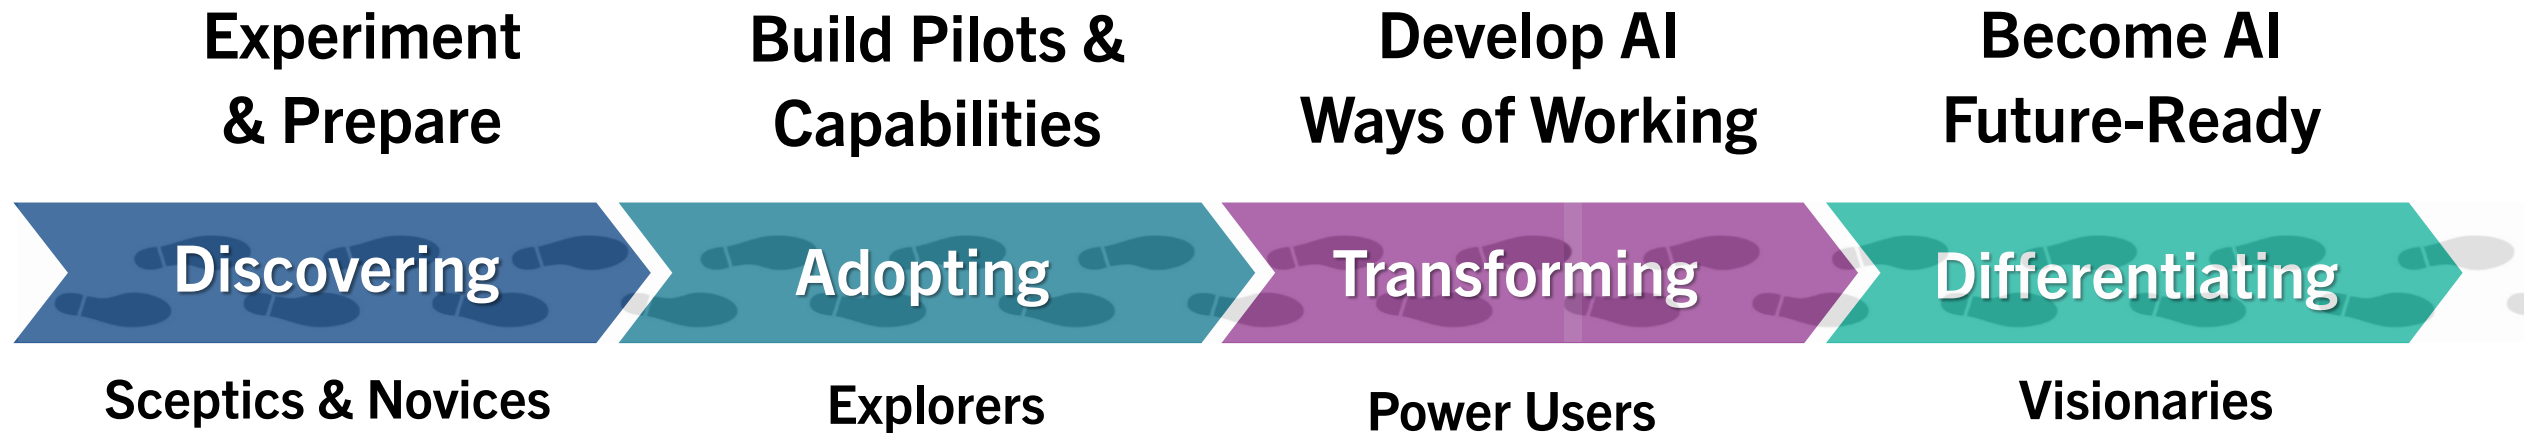 Experiment
& Prepare
Build Pilots &
Capabilities
Develop AI
Ways of Working
Become AI
Future-Ready
Discovering
Adopting
Transforming
Differentiating
Sceptics & Novices
Explorers
Power Users
Visionaries